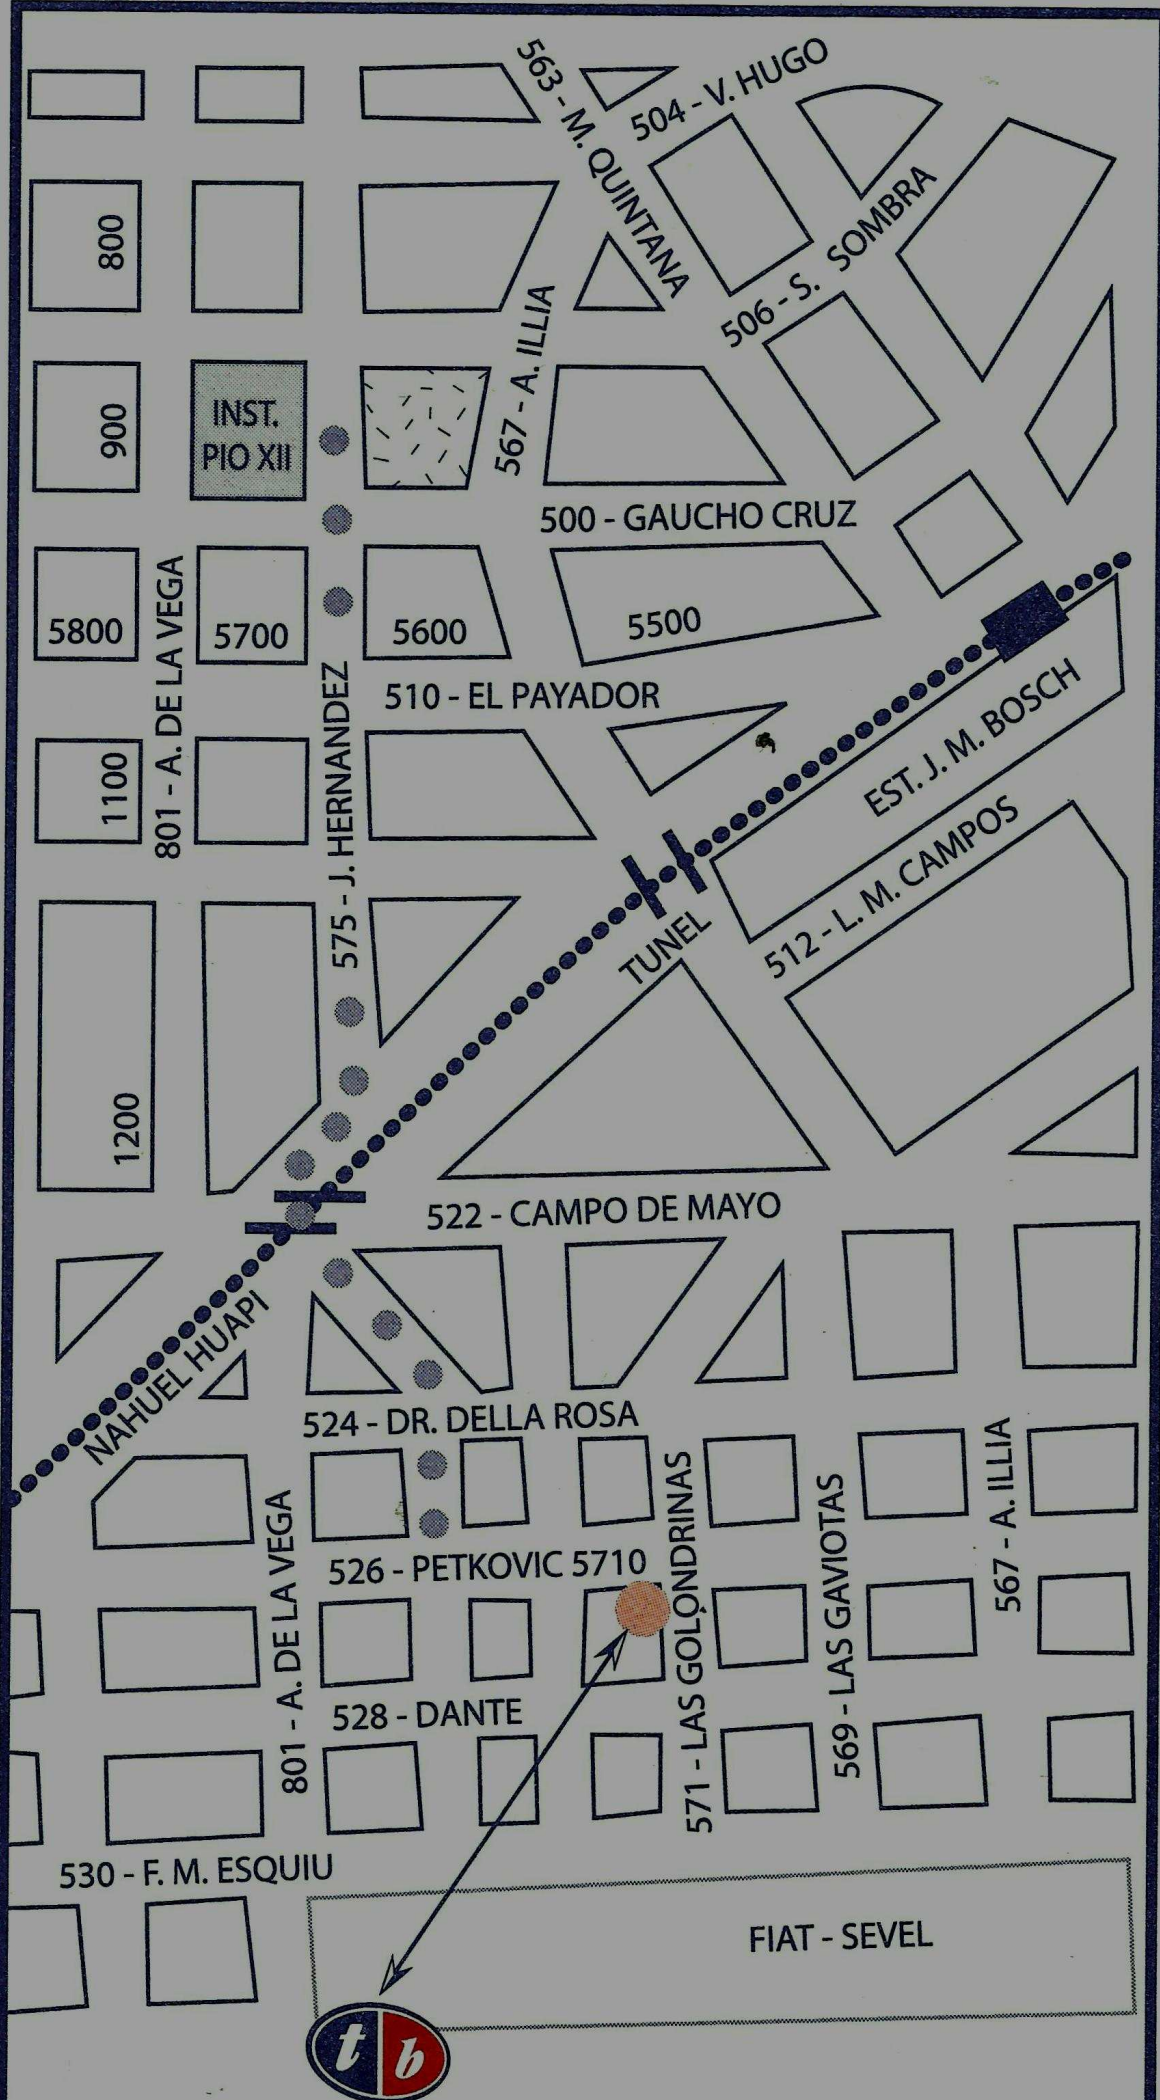 563 - M. QUINTANA
504 - V. HUGO
800
506 - S. SOMBRA
567 - A. ILLIA
900
INST.
PIO XII
500 - GAUCHO CRUZ
5800
801 - A. DE LA VEGA
5700
5600
5500
575 - J. HERNANDEZ
510 - EL PAYADOR
1100
EST. J. M. BOSCH
512 - L. M. CAMPOS
TUNEL
1200
522 - CAMPO DE MAYO
NAHUEL HUAPI
524 - DR. DELLA ROSA
801 - A. DE LA VEGA
526 - PETKOVIC 5710
571 - LAS GOLONDRINAS
569 - LAS GAVIOTAS
567 - A. ILLIA
528 - DANTE
530 - F. M. ESQUIU
FIAT - SEVEL
t b